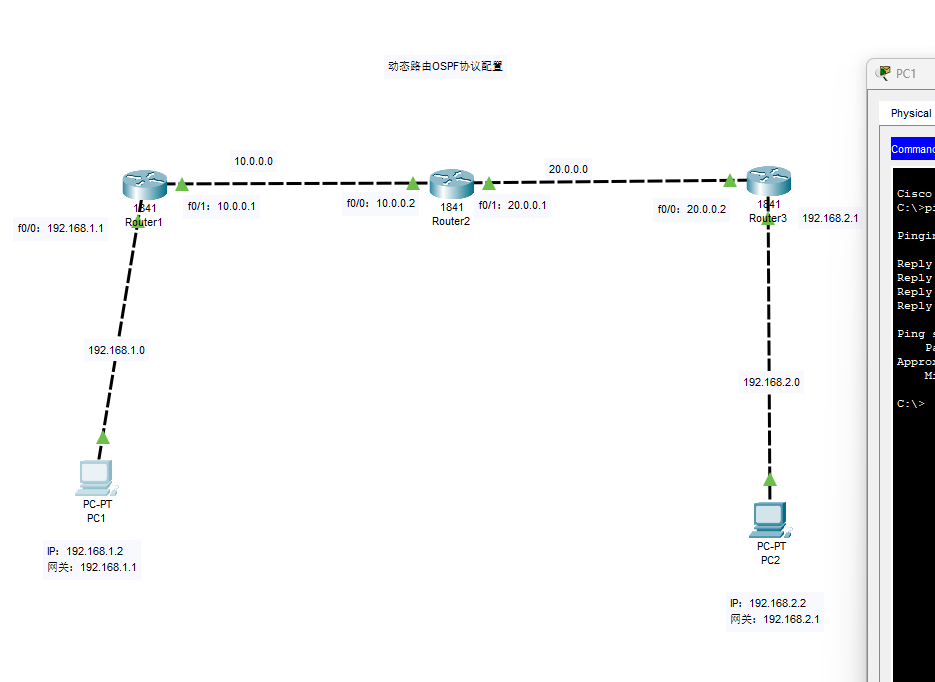 动态路由OSPF协议配置
10.0.0.0
20.0.0.0
1841
Router1
f0/0：192.168.1.1
f0/1：10.0.0.1
f0/0：10.0.0.2
1841
Router2
f0/1：20.0.0.1
f0/0：20.0.0.2
1841
Router3
192.168.2.1
192.168.1.0
192.168.2.0
PC-PT
PC1
IP：192.168.1.2
网关：192.168.1.1
PC-PT
PC2
IP：192.168.2.2
网关：192.168.2.1
PC1
Physical
Cisco
C:\>pi
Reply
Reply
Reply
Reply
Ping
C:\>